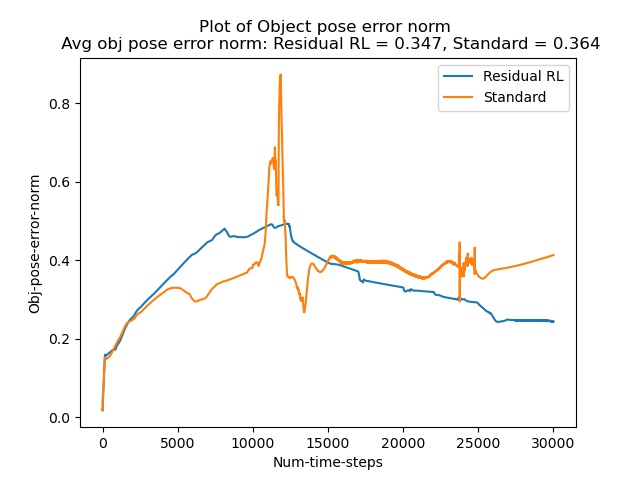 Plot of Object pose error norm
Avg obj pose error norm: Residual RL = 0.347, Standard = 0.364
Residual RL
Standard
0.8
0.6
0.4
0.2
0.0
Obj-pose-error-norm
0 5000 10000 15000 20000 25000 30000
Num-time-steps